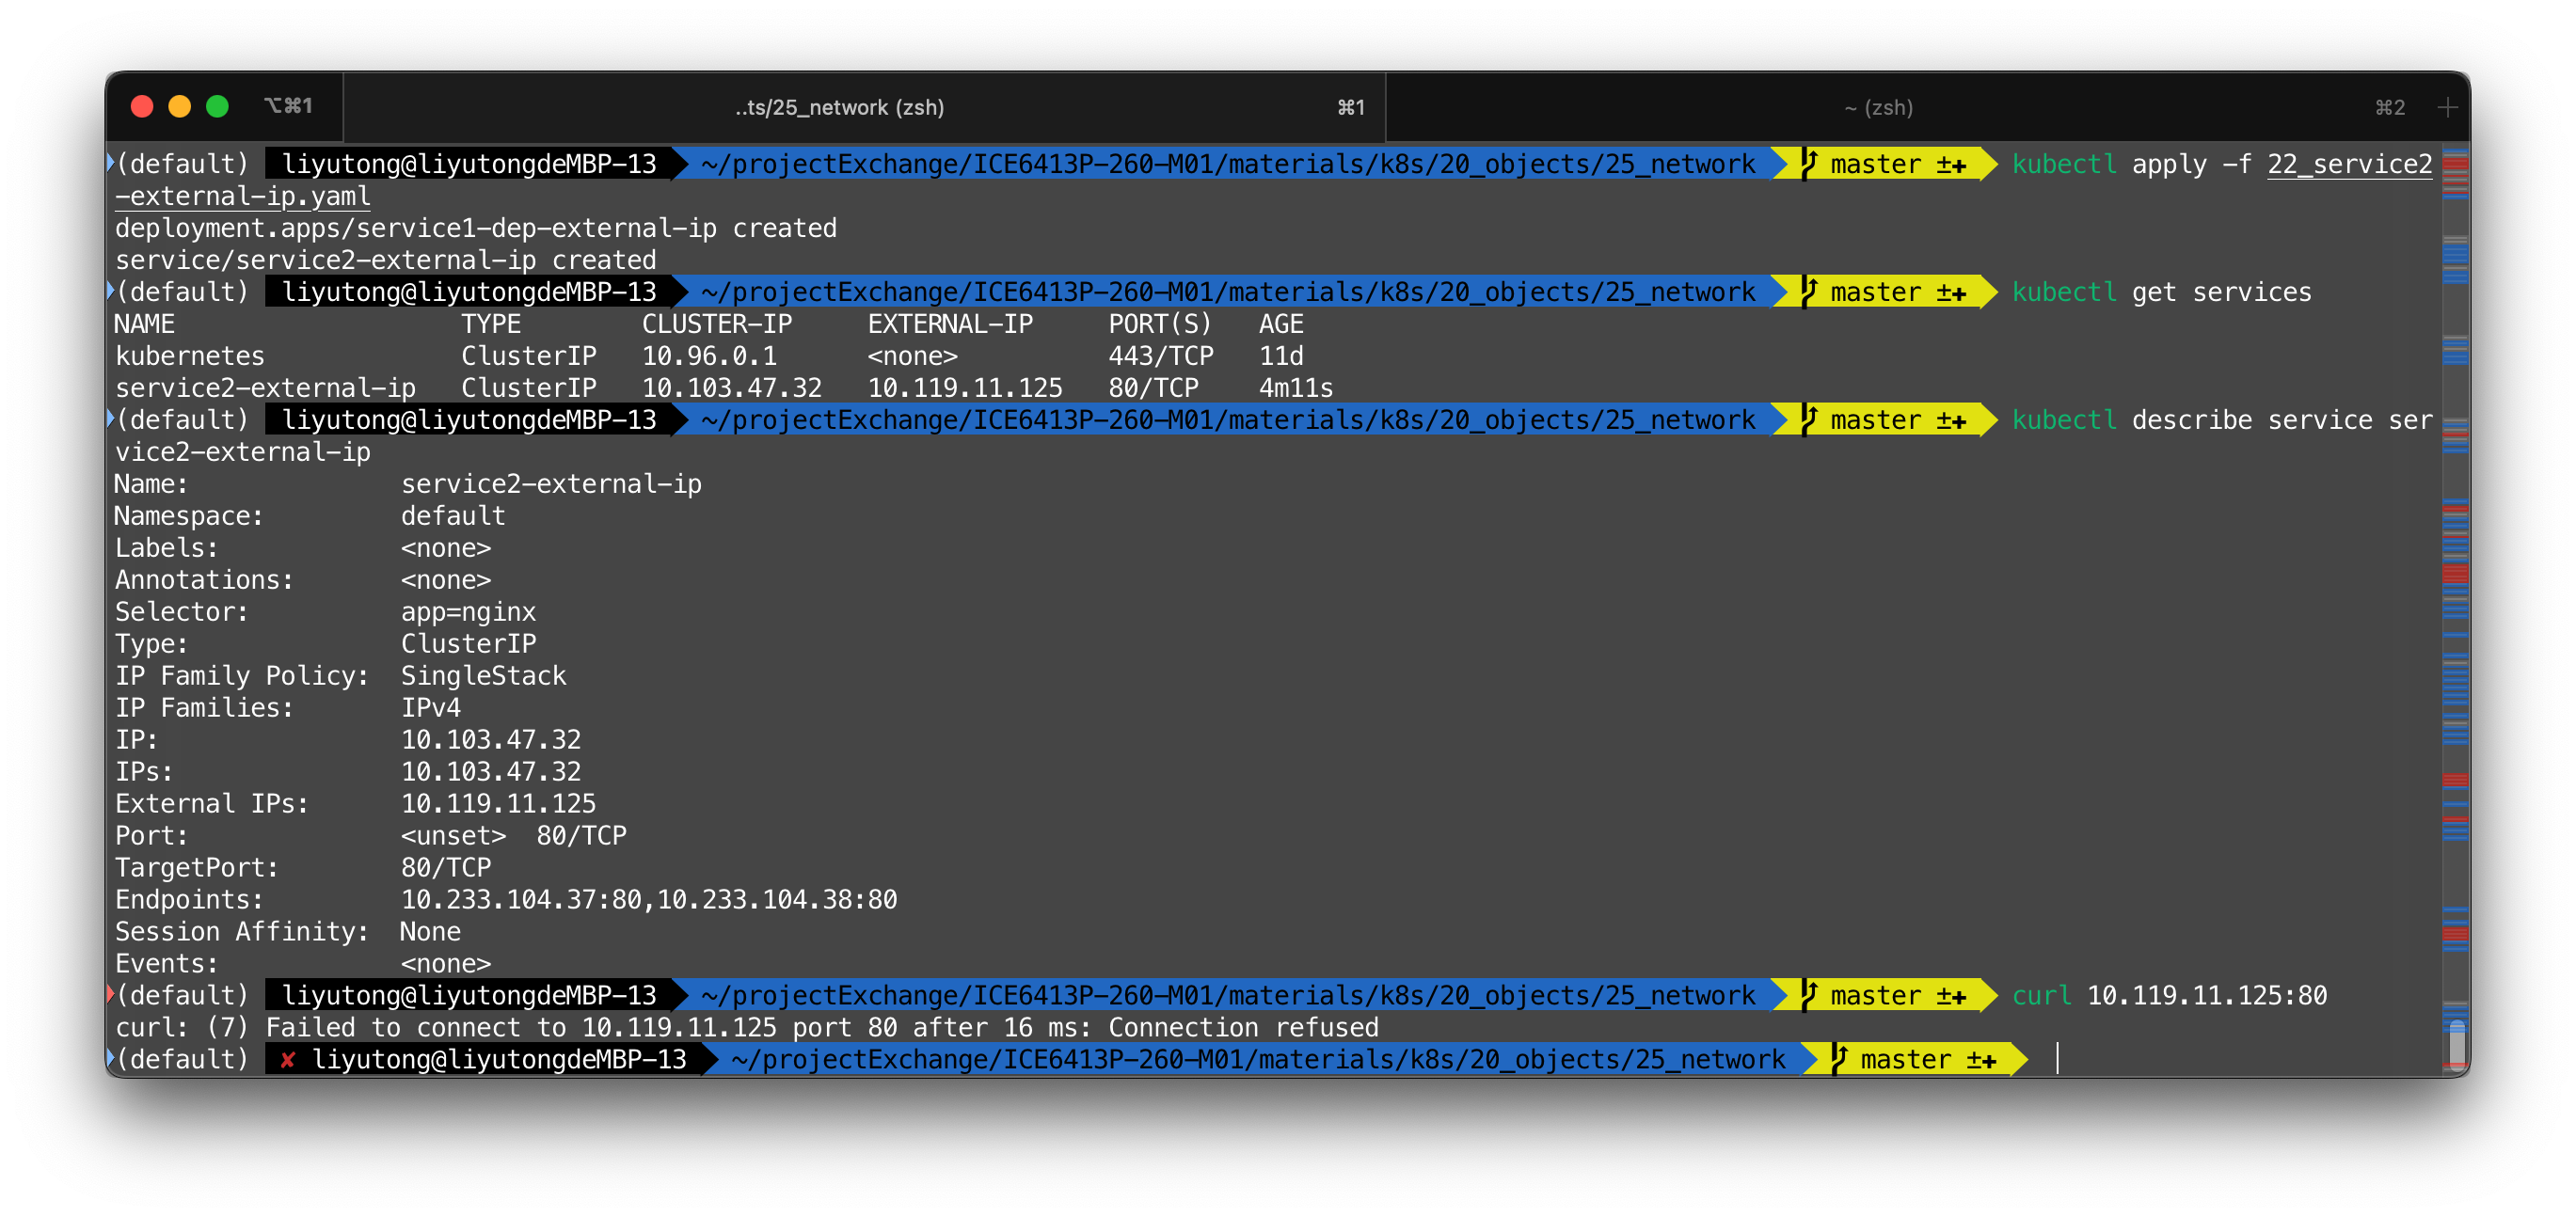 ⌥⌘1 ..ts/25_network (zsh) ⌘1 ~ (zsh) ⌘2 +
(default) liyutong@liyutongdeMBP-13 ~/projectExchange/ICE6413P-260-M01/materials/k8s/20_objects/25_network master ±✚ kubectl apply -f 22_service2
-external-ip.yaml
deployment.apps/service1-dep-external-ip created
service/service2-external-ip created
(default) liyutong@liyutongdeMBP-13 ~/projectExchange/ICE6413P-260-M01/materials/k8s/20_objects/25_network master ±✚ kubectl get services
NAME TYPE CLUSTER-IP EXTERNAL-IP PORT(S) AGE
kubernetes ClusterIP 10.96.0.1 <none> 443/TCP 11d
service2-external-ip ClusterIP 10.103.47.32 10.119.11.125 80/TCP 4m11s
(default) liyutong@liyutongdeMBP-13 ~/projectExchange/ICE6413P-260-M01/materials/k8s/20_objects/25_network master ±✚ kubectl describe service ser
vice2-external-ip
Name: service2-external-ip
Namespace: default
Labels: <none>
Annotations: <none>
Selector: app=nginx
Type: ClusterIP
IP Family Policy: SingleStack
IP Families: IPv4
IP: 10.103.47.32
IPs: 10.103.47.32
External IPs: 10.119.11.125
Port: <unset> 80/TCP
TargetPort: 80/TCP
Endpoints: 10.233.104.37:80,10.233.104.38:80
Session Affinity: None
Events: <none>
(default) liyutong@liyutongdeMBP-13 ~/projectExchange/ICE6413P-260-M01/materials/k8s/20_objects/25_network master ±✚ curl 10.119.11.125:80
curl: (7) Failed to connect to 10.119.11.125 port 80 after 16 ms: Connection refused
(default) ✘ liyutong@liyutongdeMBP-13 ~/projectExchange/ICE6413P-260-M01/materials/k8s/20_objects/25_network master ±✚